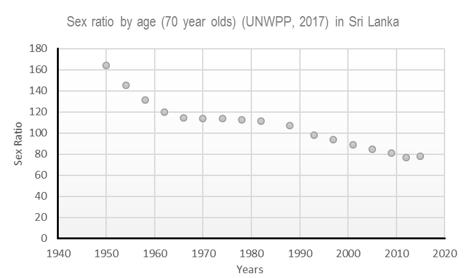 Sex ratio by age (70 year olds) (UNWPP, 2017) in Sri Lanka
180
160
140
120
100
80
60
40
20
0
Sex Ratio
1940 1950 1960 1970 1980 1990 2000 2010 2020
Years